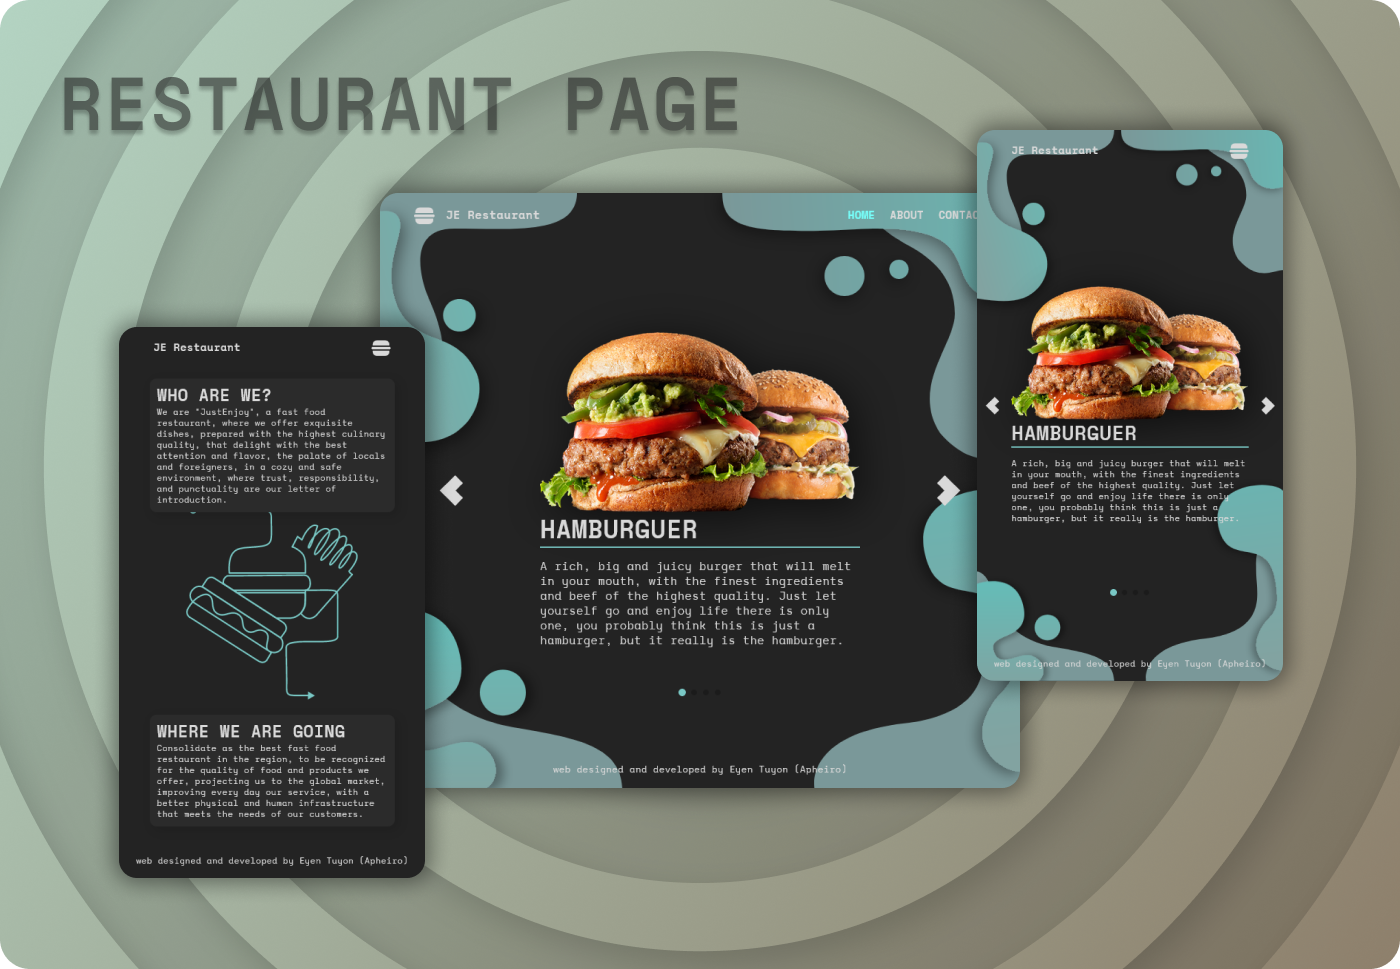 RESTAURANT PAGE
JE Restaurant
HOME ABOUT CONTAC
HAMBURGUER
A rich, big and juicy burger that will melt
in your mouth, with the finest ingredients
and beef of the highest quality. Just let
yourself go and enjoy life there is only
one, you probably think this is just a
hamburger, but it really is the hamburger.
web designed and developed by Eyen Tuyon (Apheiro)
JE Restaurant
HAMBURGUER
A rich, big and juicy burger that will melt
in your mouth, with the finest ingredients
and beef of the highest quality. Just let
yourself go and enjoy life there is only
one, you probably think this is just a
hamburger, but it really is the hamburger.
web designed and developed by Eyen Tuyon (Apheiro)
JE Restaurant
WHO ARE WE?
We are "JustEnjoy", a fast food
restaurant, where we offer exquisite
dishes, prepared with the highest culinary
quality, that delight with the best
attention and flavor, the palate of locals
and foreigners, in a cozy and safe
environment, where trust, responsibility,
and punctuality are our letter of
introduction.
WHERE WE ARE GOING
Consolidate as the best fast food
restaurant in the region, to be recognized
for the quality of food and products we
offer, projecting us to the global market,
improving every day our service, with a
better physical and human infrastructure
that meets the needs of our customers.
web designed and developed by Eyen Tuyon (Apheiro)